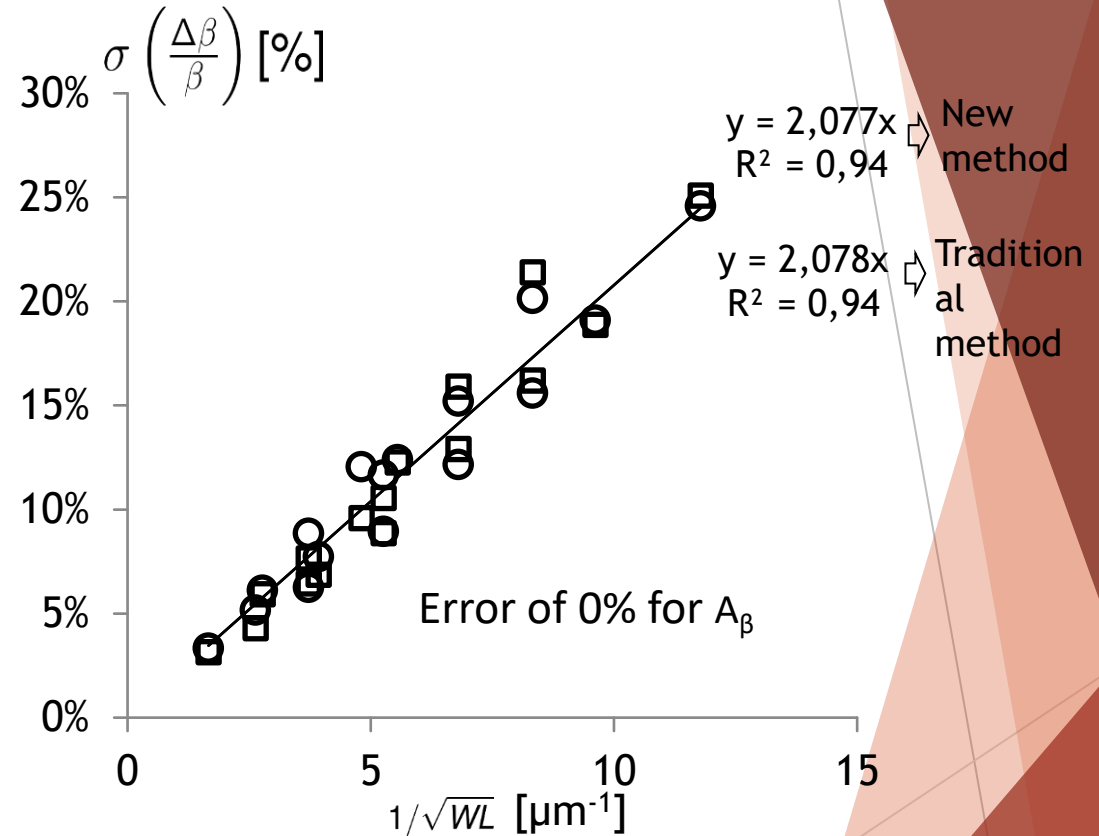 σ (Δβ/β) [%]
30%
25%
20%
15%
10%
5%
0%
0 5 10 15
1/√WL [µm⁻¹]
y = 2,077x
R² = 0,94
New
method
y = 2,078x
R² = 0,94
Tradition
al
method
Error of 0% for Aᵦ